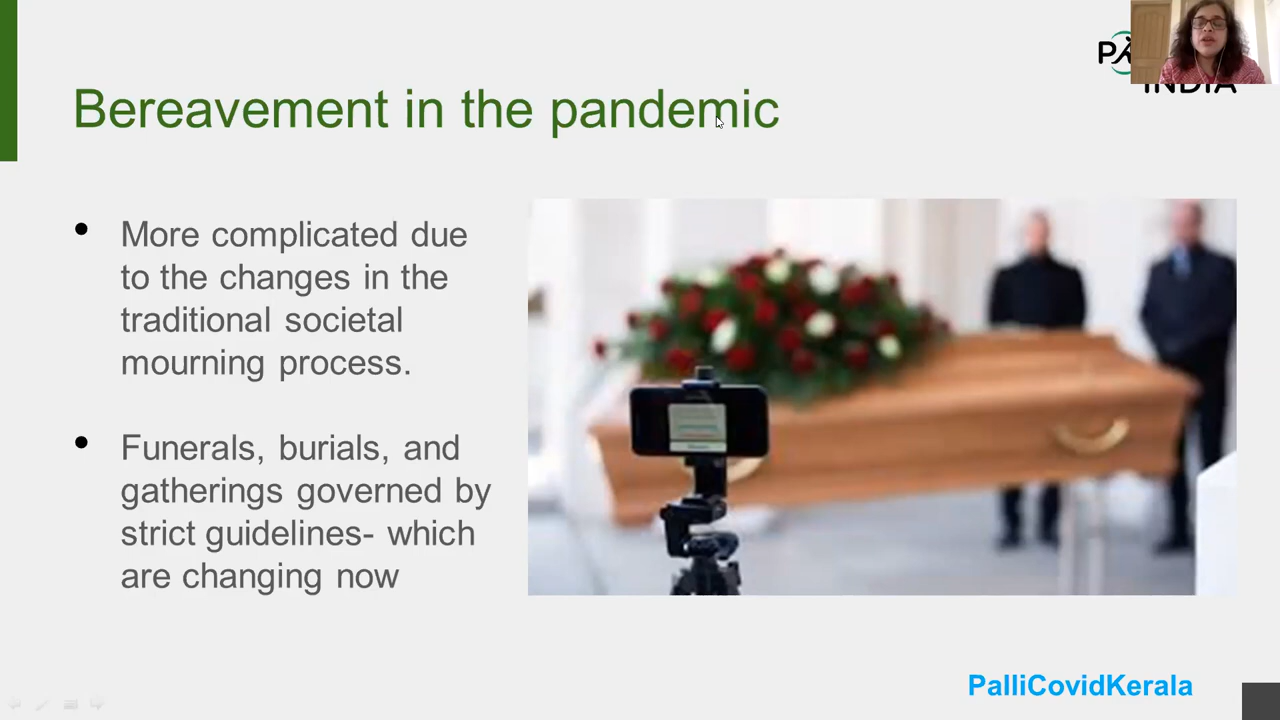 Bereavement in the pandemic
More complicated due
to the changes in the
traditional societal
mourning process.
Funerals, burials, and
gatherings governed by
strict guidelines- which
are changing now
INDIA
PalliCovidKerala